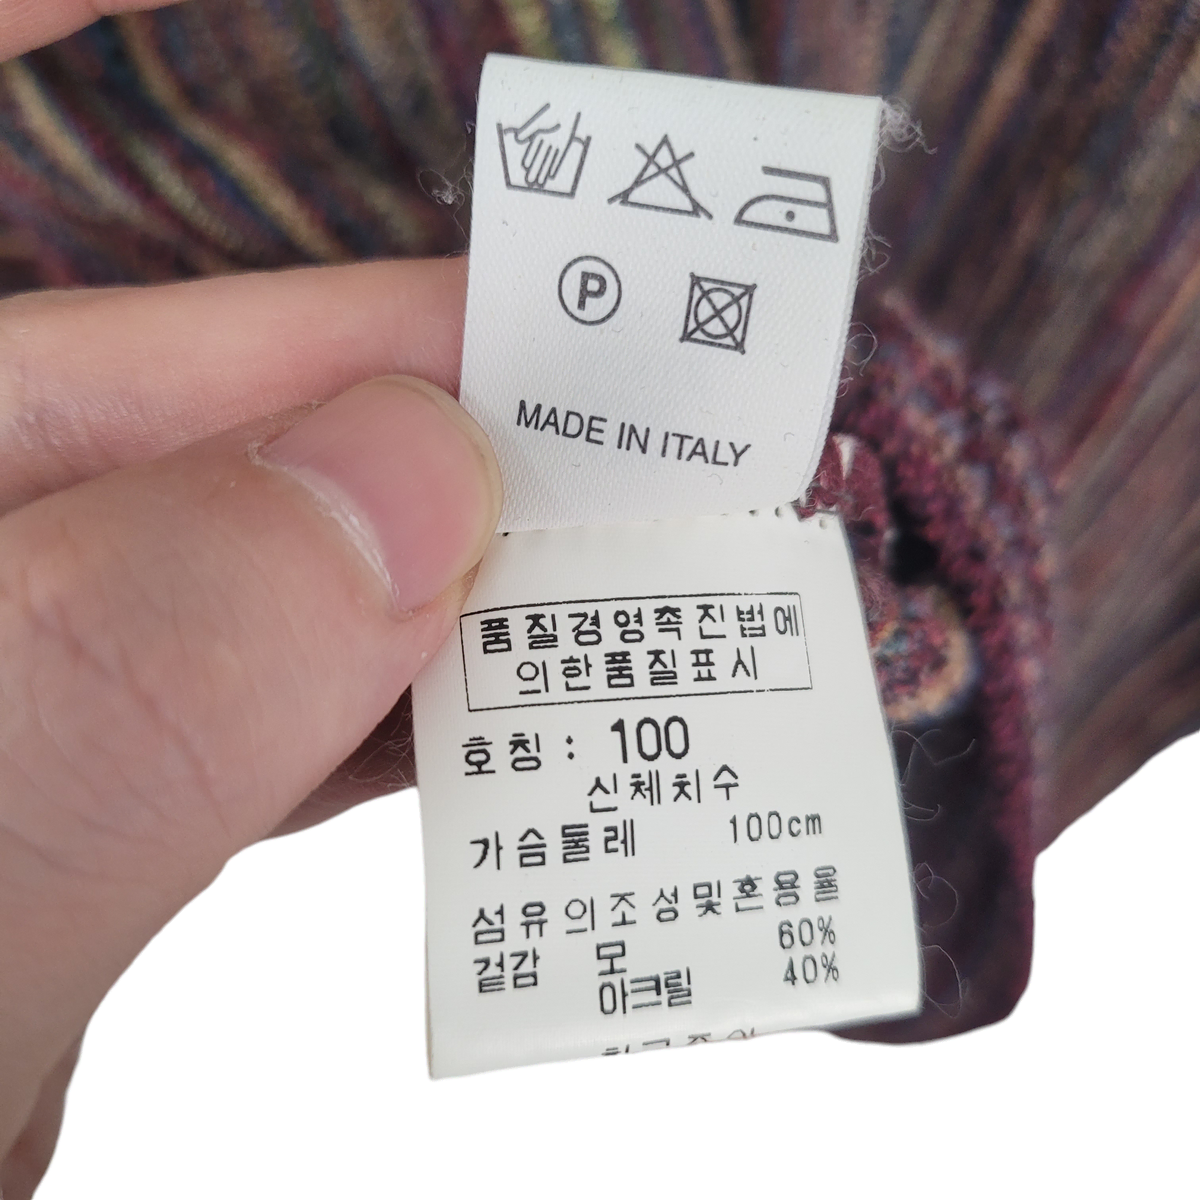 P
MADE IN ITALY
품질경영촉진법에
의한품질표시
호칭 : 100
신체치수
가슴둘레 100cm
섬유의조성및혼용율
겉감 모 60%
아크릴 40%